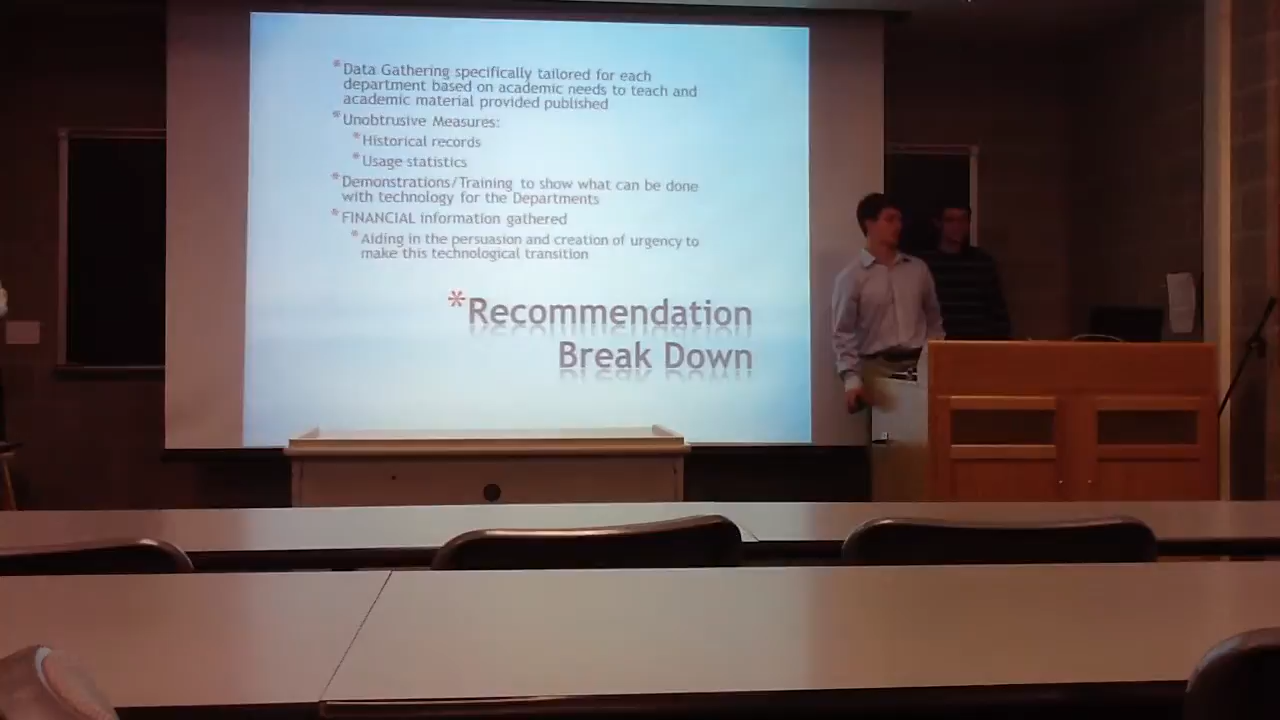 *Data Gathering specifically tailored for each
department based on academic needs to teach and
academic material provided published
*Unobtrusive Measures:
*Historical records
*Usage statistics
*Demonstrations/Training to show what can be done
with technology for the Departments
*FINANCIAL information gathered
*Aiding in the persuasion and creation of urgency to
make this technological transition
*Recommendation
Break Down